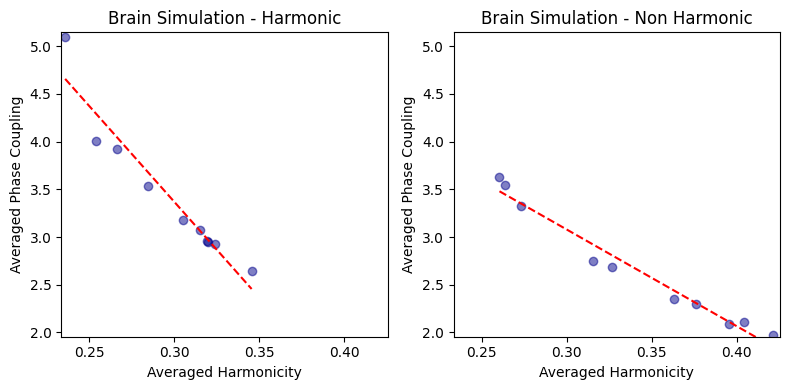 Brain Simulation - Harmonic
Averaged Phase Coupling
5.0
4.5
4.0
3.5
3.0
2.5
2.0
0.25 0.30 0.35 0.40
Averaged Harmonicity
Brain Simulation - Non Harmonic
Averaged Phase Coupling
5.0
4.5
4.0
3.5
3.0
2.5
2.0
0.25 0.30 0.35 0.40
Averaged Harmonicity